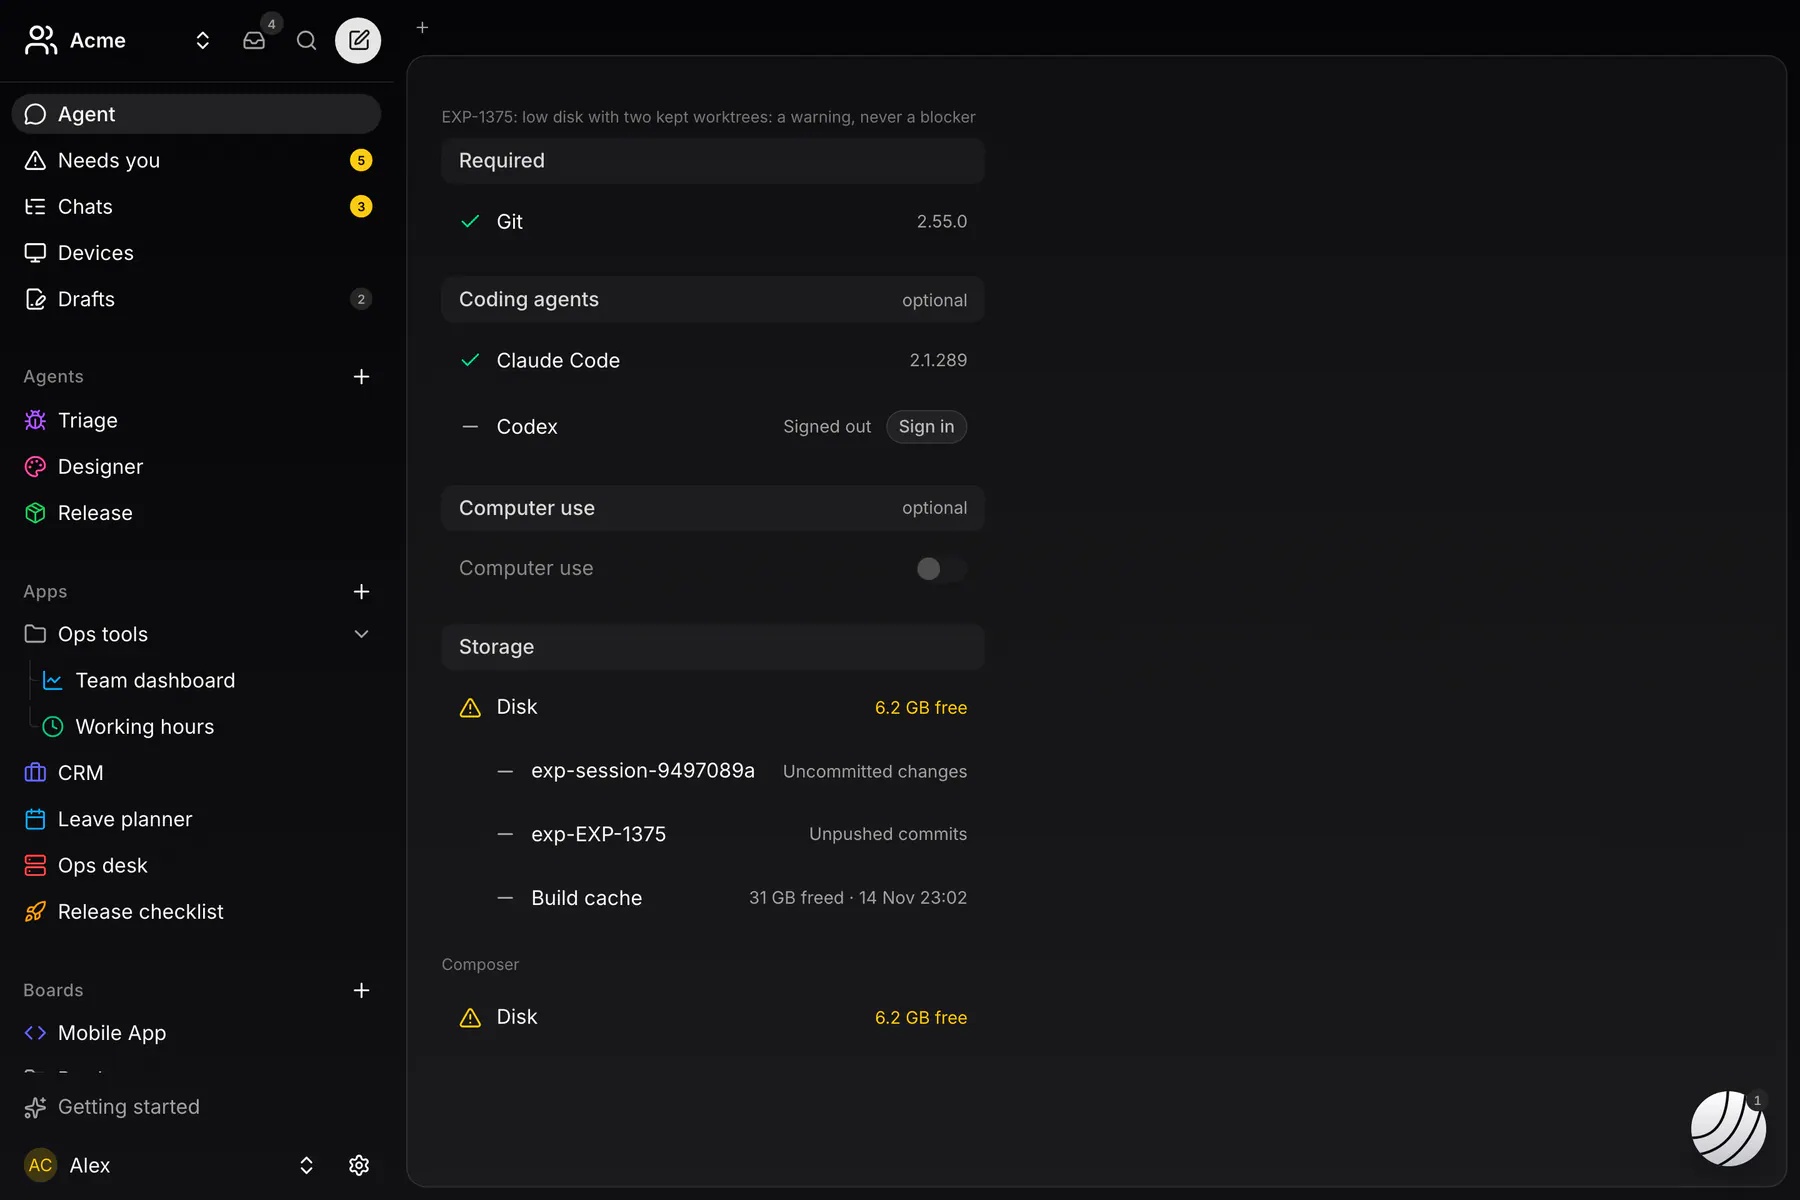 Acme
4
Agent
Needs you
5
Chats
3
Devices
Drafts
2
Agents
Triage
Designer
Release
Apps
Ops tools
Team dashboard
Working hours
CRM
Leave planner
Ops desk
Release checklist
Boards
Mobile App
Getting started
AC
Alex
EXP-1375: low disk with two kept worktrees: a warning, never a blocker
Required
Git
2.55.0
Coding agents
optional
Claude Code
2.1.289
Codex
Signed out
Sign in
Computer use
optional
Computer use
Storage
Disk
6.2 GB free
exp-session-9497089a
Uncommitted changes
exp-EXP-1375
Unpushed commits
Build cache
31 GB freed · 14 Nov 23:02
Composer
Disk
6.2 GB free
1